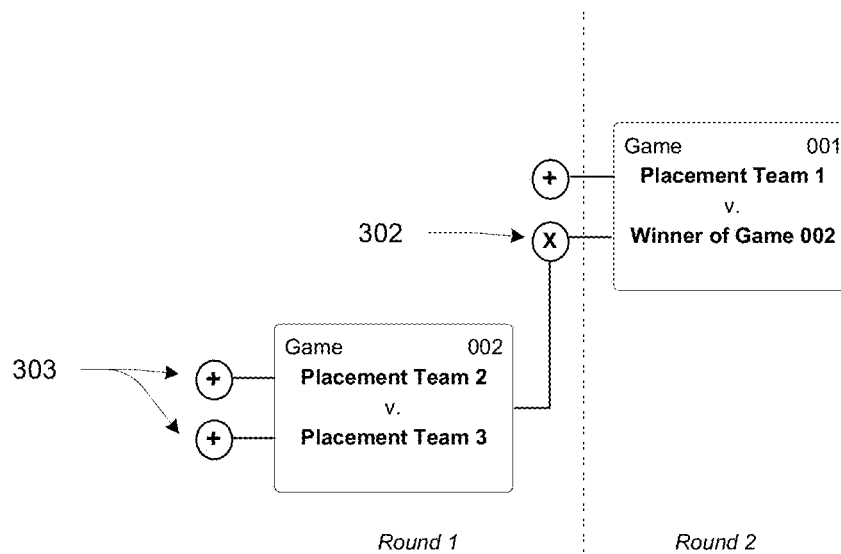 Game 001
+ Placement Team 1
v.
302 X Winner of Game 002
Game 002
303 + Placement Team 2
v.
+ Placement Team 3
Round 1 Round 2